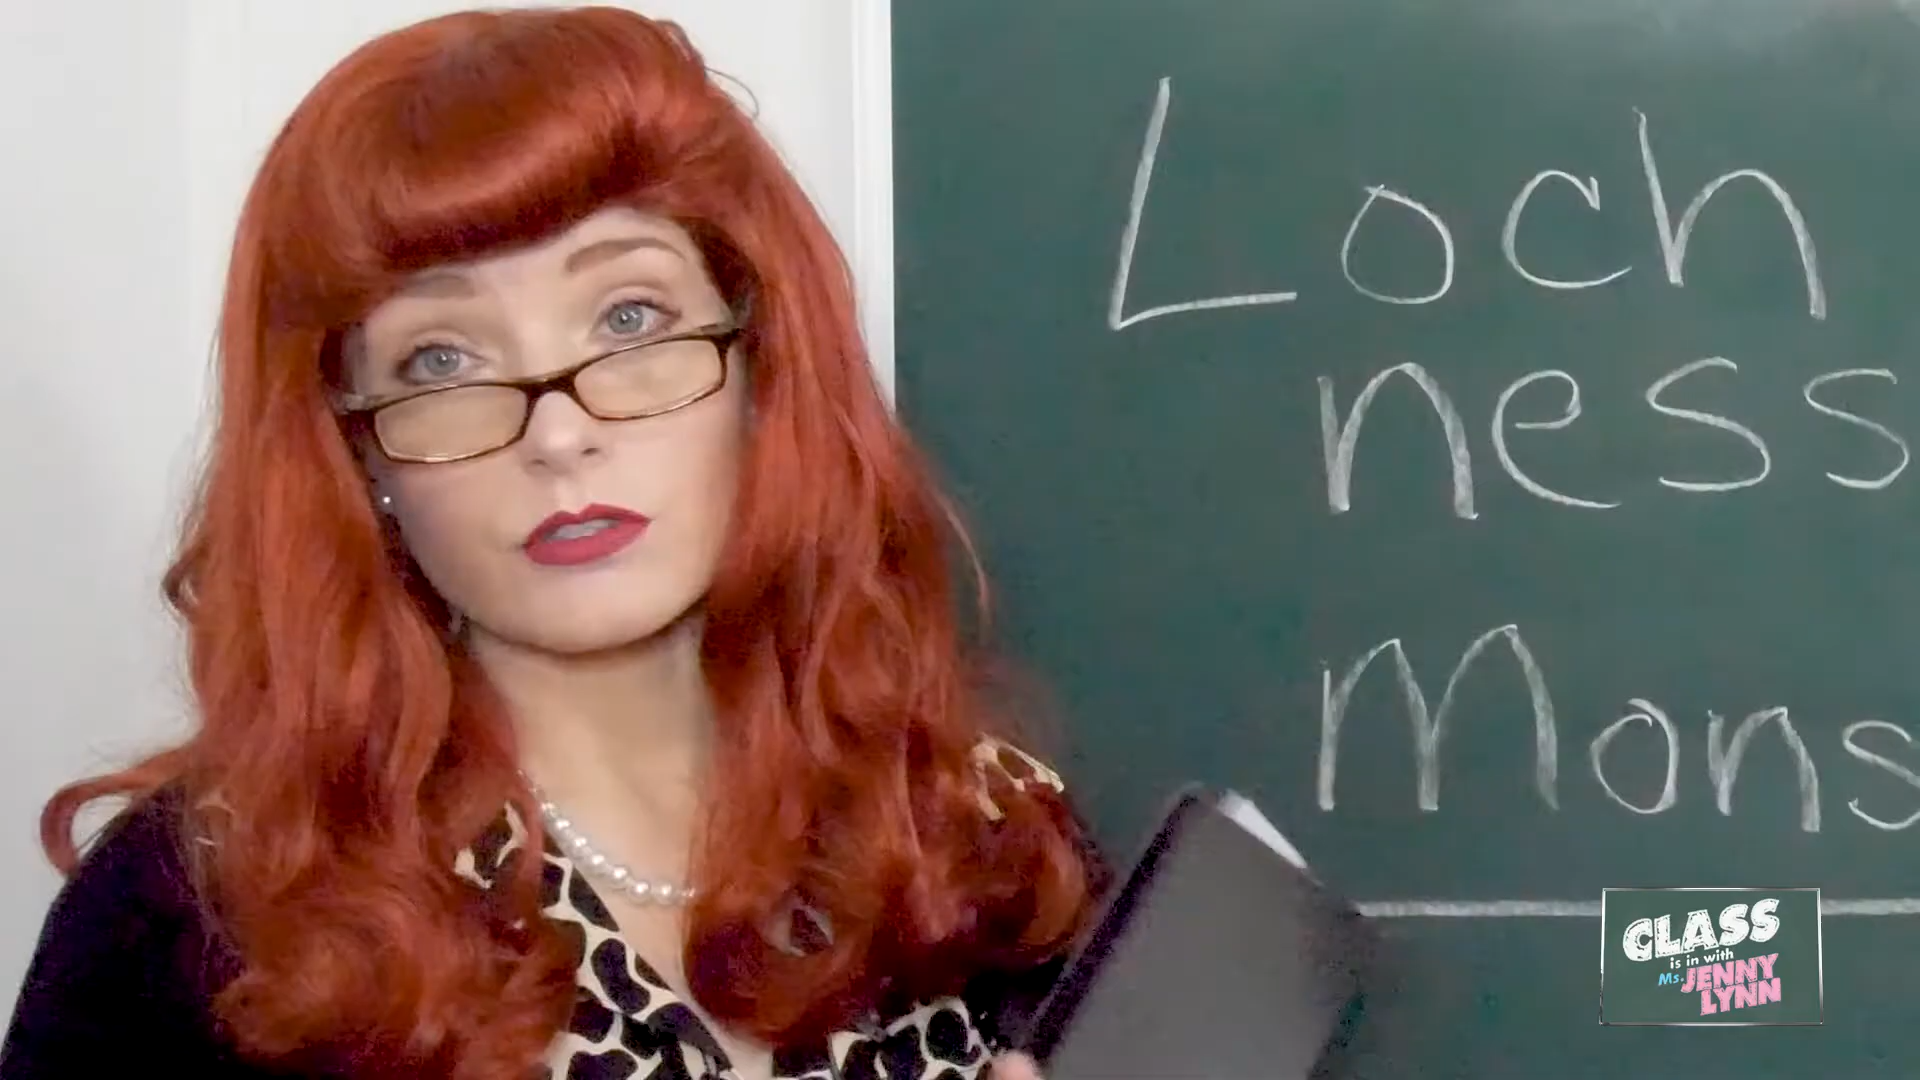 Loch
ness
Mons
CLASS
is in with
Ms. JENNY
LYNN